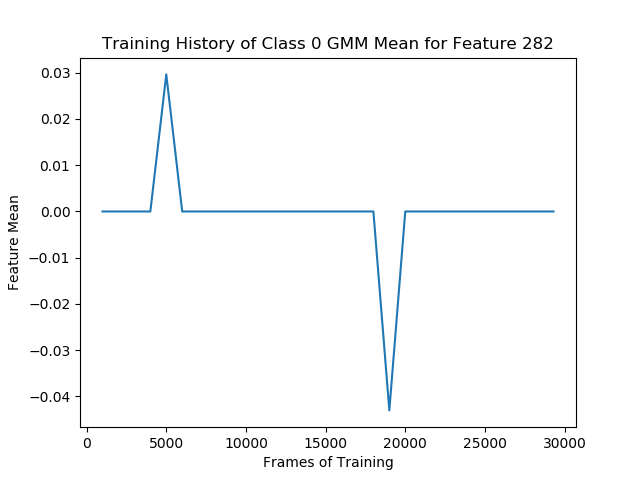 Training History of Class 0 GMM Mean for Feature 282
0.03
0.02
0.01
0.00
−0.01
−0.02
−0.03
−0.04
Feature Mean
0 5000 10000 15000 20000 25000 30000
Frames of Training